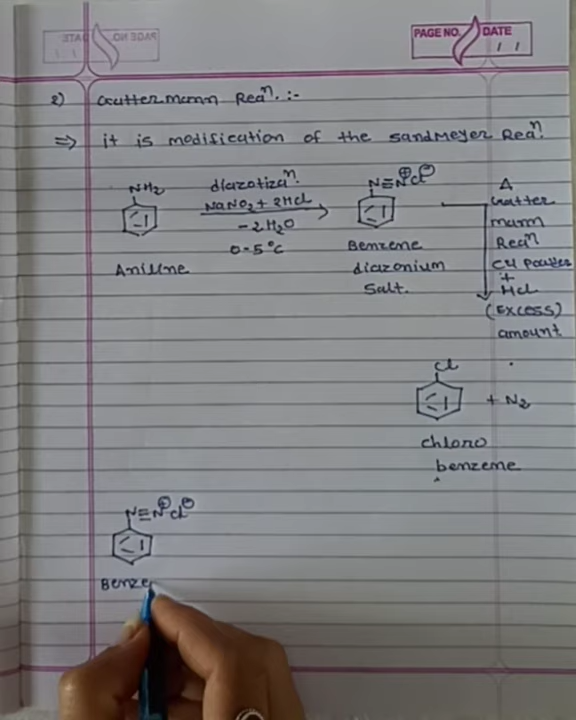 PAGE NO. DATE
/ /
2) Gattermann Reaⁿ. :-
⇒ it is modification of the sandmeyer Reaⁿ.
NH₂ diazotizaⁿ. N≡N⊕Cl⊖ Δ
NaNO₂ + 2HCl Gatter
-2H₂O mann
0-5°C Benzene Reaⁿ
Aniline diazonium Cu powder
salt. +
HCl
(Excess)
amount
Cl
+ N₂
chloro
benzene
N≡N⊕Cl⊖
Benze